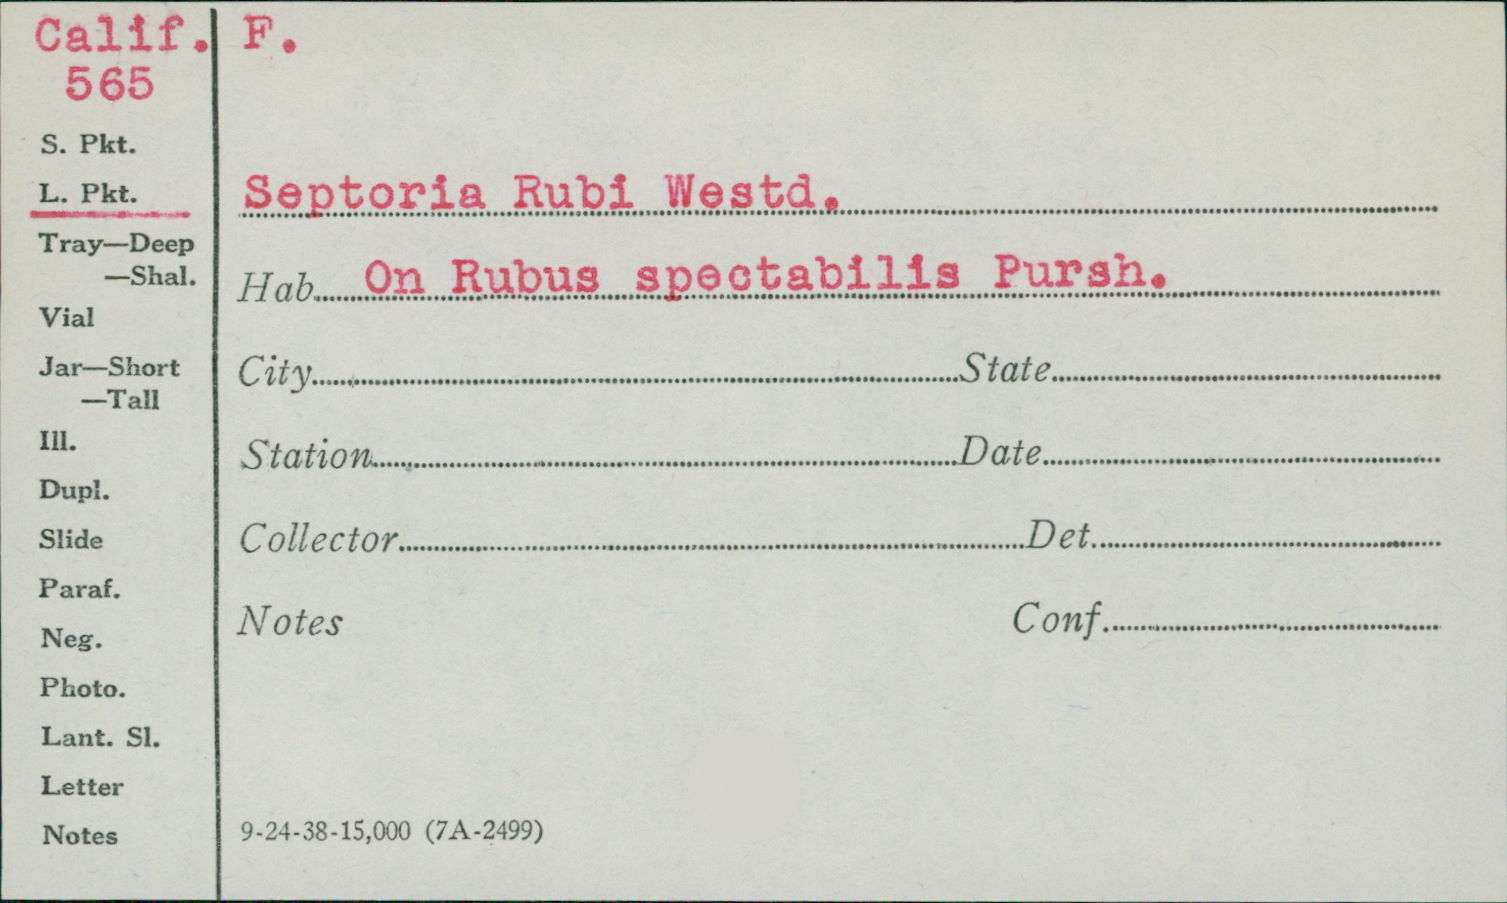 Calif. F.
565
S. Pkt.
L. Pkt.
Septoria Rubi Westd.
Tray—Deep
—Shal.
Hab. On Rubus spectabilis Pursh.
Vial
Jar—Short
—Tall
City State
Ill.
Station Date
Dupl.
Slide
Collector Det.
Paraf.
Neg.
Notes Conf.
Photo.
Lant. Sl.
Letter
Notes
9-24-38-15,000 (7A-2499)